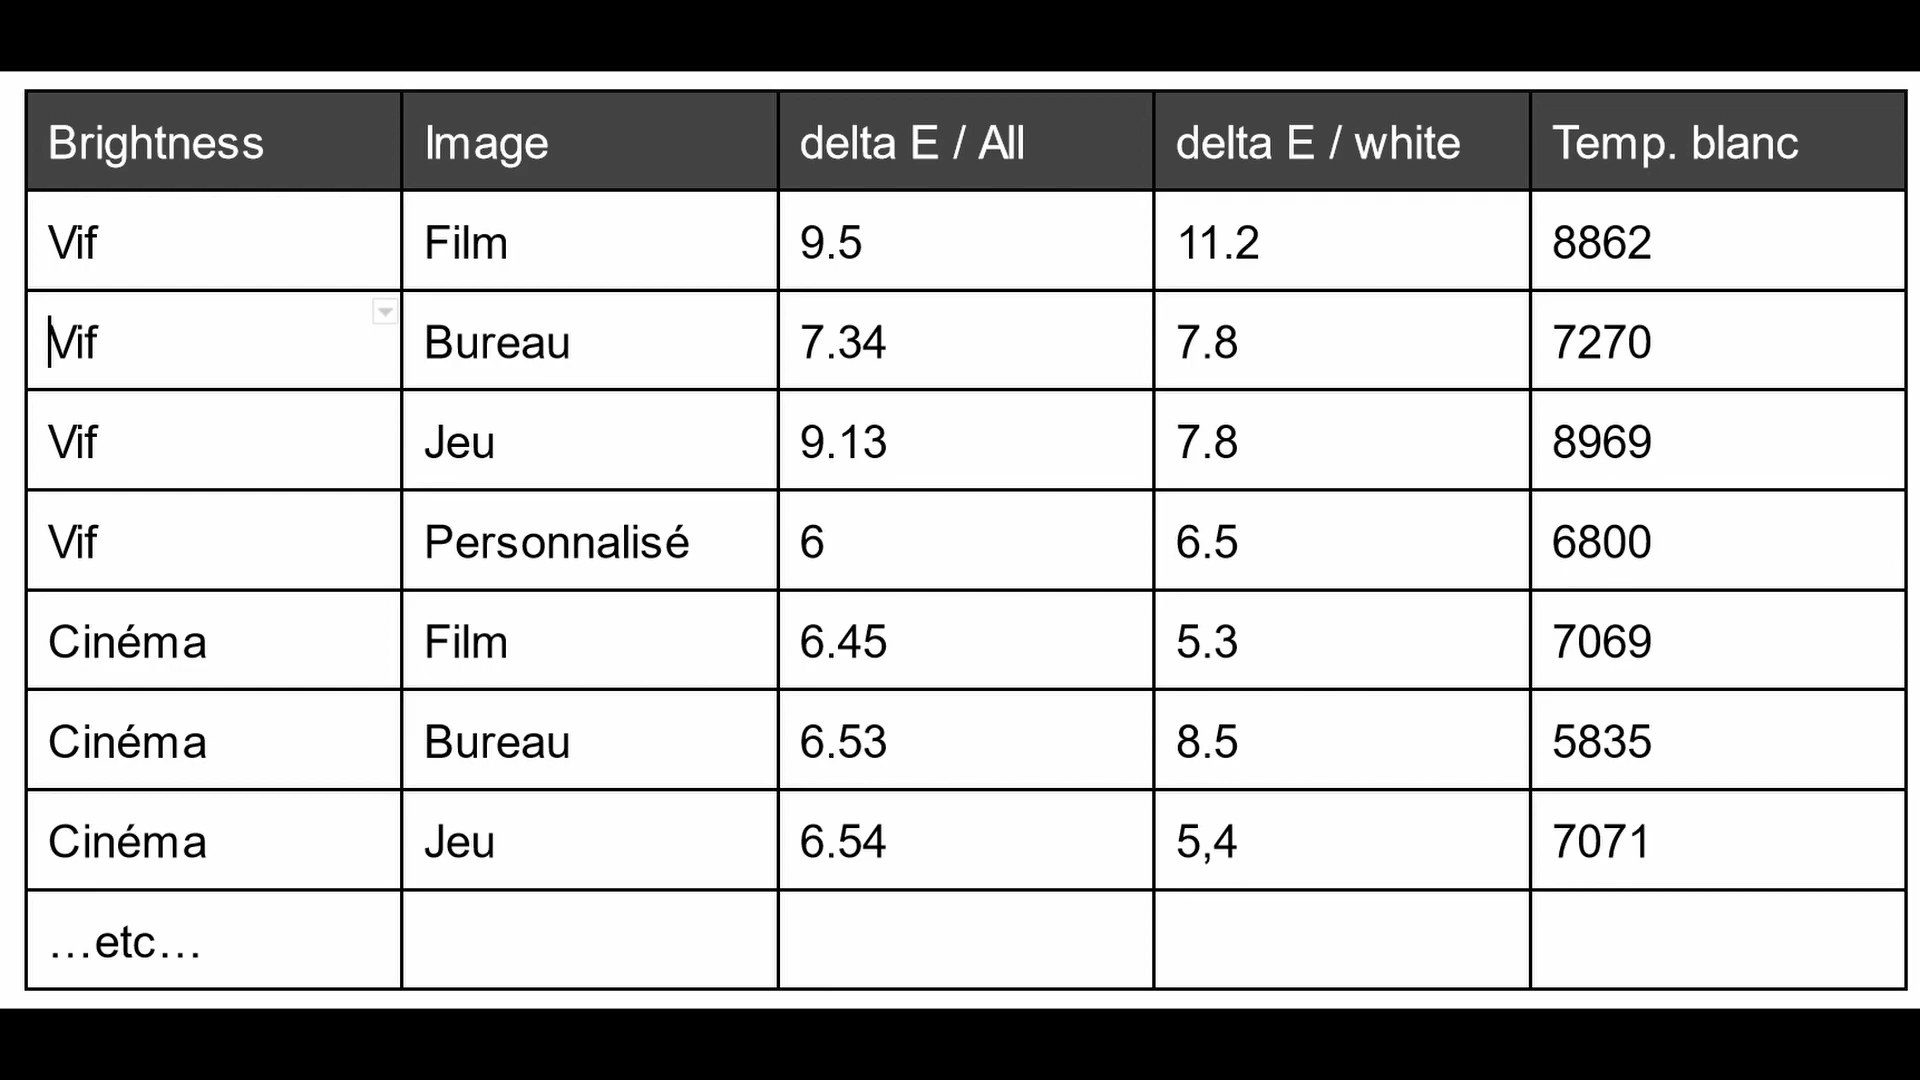 Brightness Image delta E / All delta E / white Temp. blanc
Vif Film 9.5 11.2 8862
Vif Bureau 7.34 7.8 7270
Vif Jeu 9.13 7.8 8969
Vif Personnalisé 6 6.5 6800
Cinéma Film 6.45 5.3 7069
Cinéma Bureau 6.53 8.5 5835
Cinéma Jeu 6.54 5,4 7071
…etc…